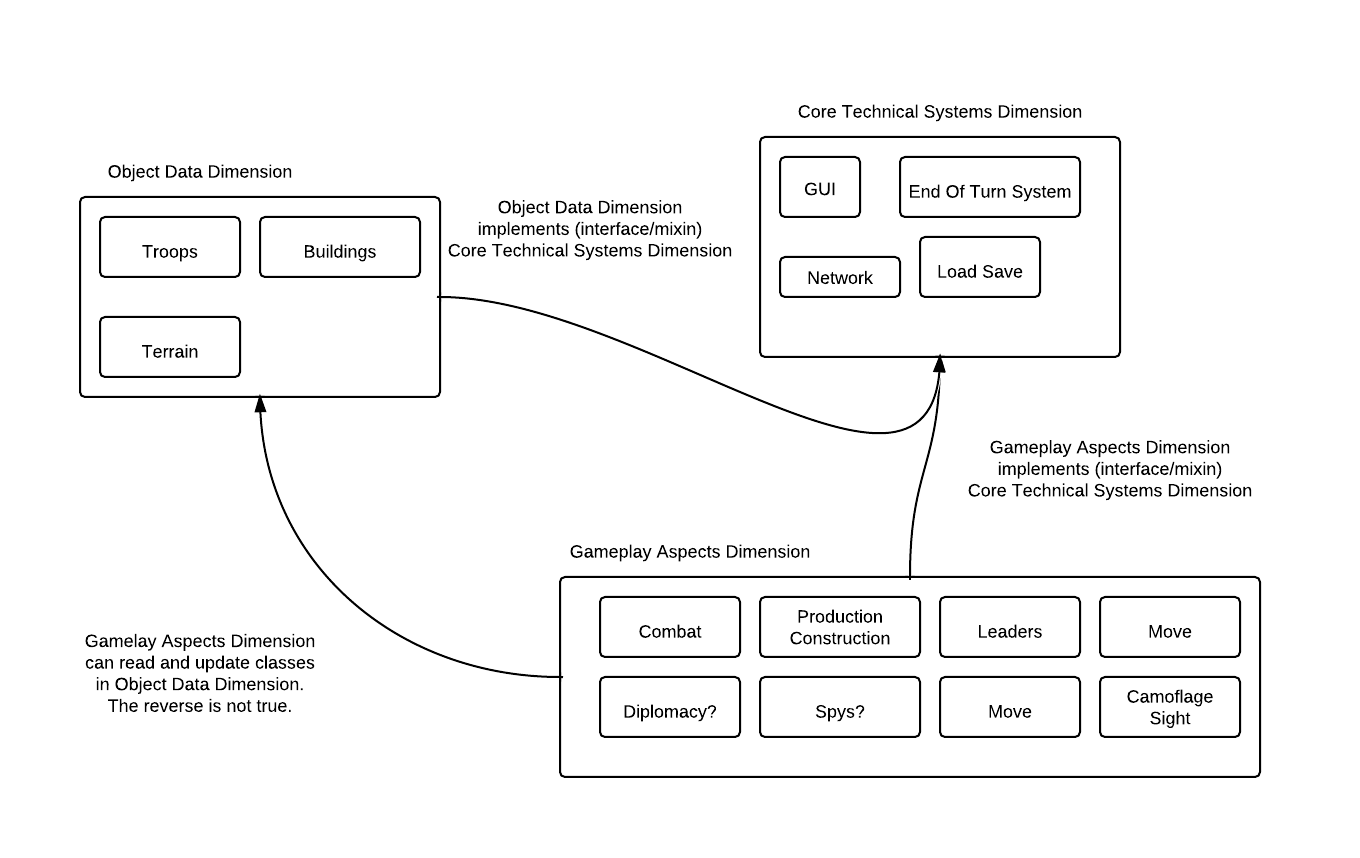 Core Technical Systems Dimension
GUI
End Of Turn System
Network
Load Save
Object Data Dimension
Troops
Buildings
Terrain
Object Data Dimension
implements (interface/mixin)
Core Technical Systems Dimension
Gameplay Aspects Dimension
implements (interface/mixin)
Core Technical Systems Dimension
Gameplay Aspects Dimension
Combat
Production
Construction
Leaders
Move
Diplomacy?
Spys?
Move
Camoflage
Sight
Gamelay Aspects Dimension
can read and update classes
in Object Data Dimension.
The reverse is not true.